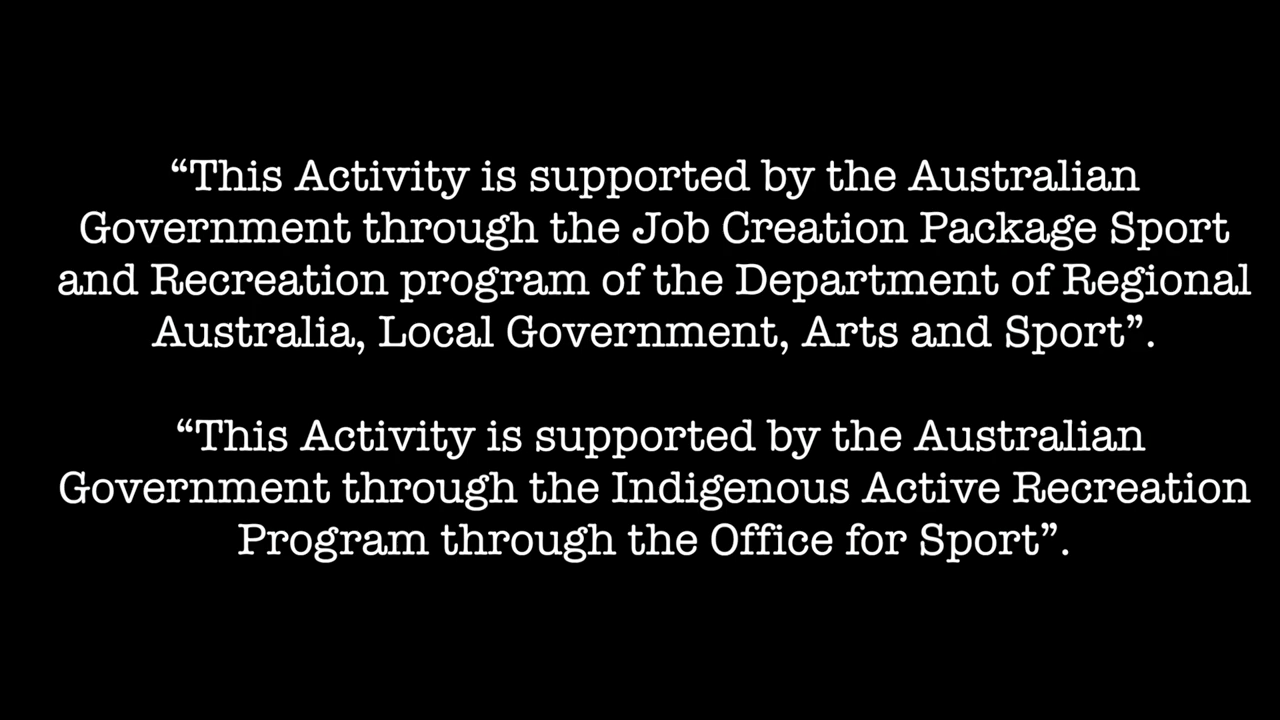 “This Activity is supported by the Australian
Government through the Job Creation Package Sport
and Recreation program of the Department of Regional
Australia, Local Government, Arts and Sport”.
“This Activity is supported by the Australian
Government through the Indigenous Active Recreation
Program through the Office for Sport”.